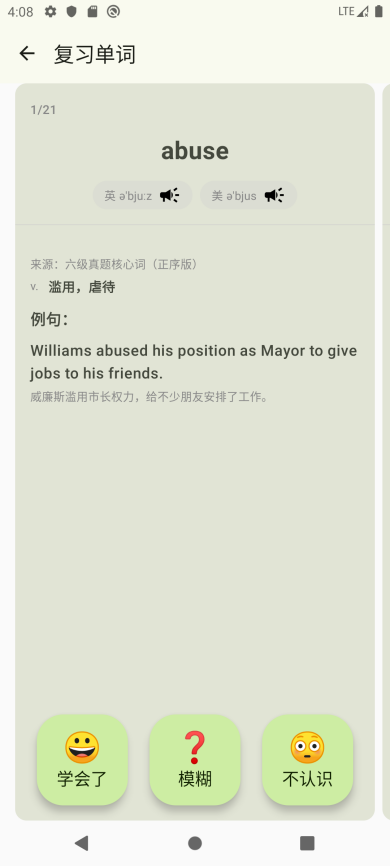 4:08
LTE
复习单词
1/21
abuse
英 ə'bju:z
美 ə'bjus
来源：六级真题核心词（正序版）
v. 滥用，虐待
例句：
Williams abused his position as Mayor to give
jobs to his friends.
威廉斯滥用市长权力，给不少朋友安排了工作。
学会了
模糊
不认识